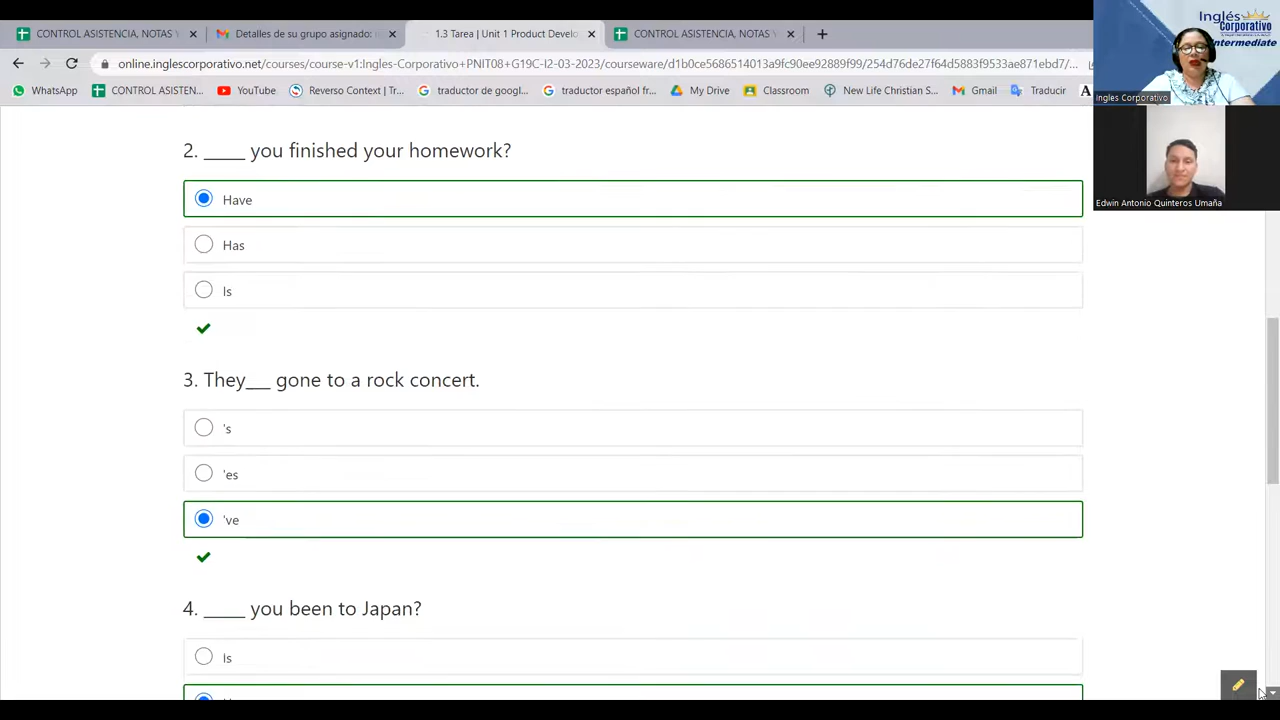 CONTROL ASISTENCIA, NOTAS Y
Detalles de su grupo asignado: i
1.3 Tarea | Unit 1 Product Develo
CONTROL ASISTENCIA, NOTAS Y
online.inglescorporativo.net/courses/course-v1:Ingles-Corporativo+PNIPI+G19C-I2-03-2023/courseware/d1b0ce5686514013a3fc90ee92889f99/254d76de27f64d5883f9533ae871ebd7/...
WhatsApp
CONTROL ASISTEN...
YouTube
Reverso Context | Tr...
traductor de googl...
traductor español fr...
My Drive
Classroom
New Life Christian S...
Gmail
Traducir
A
Inglés
Corporativo
Intermediate
Ingles Corporativo
Edwin Antonio Quinteros Umaña
2. _____ you finished your homework?
Have
Has
Is
3. They___ gone to a rock concert.
's
'es
've
4. _____ you been to Japan?
Is